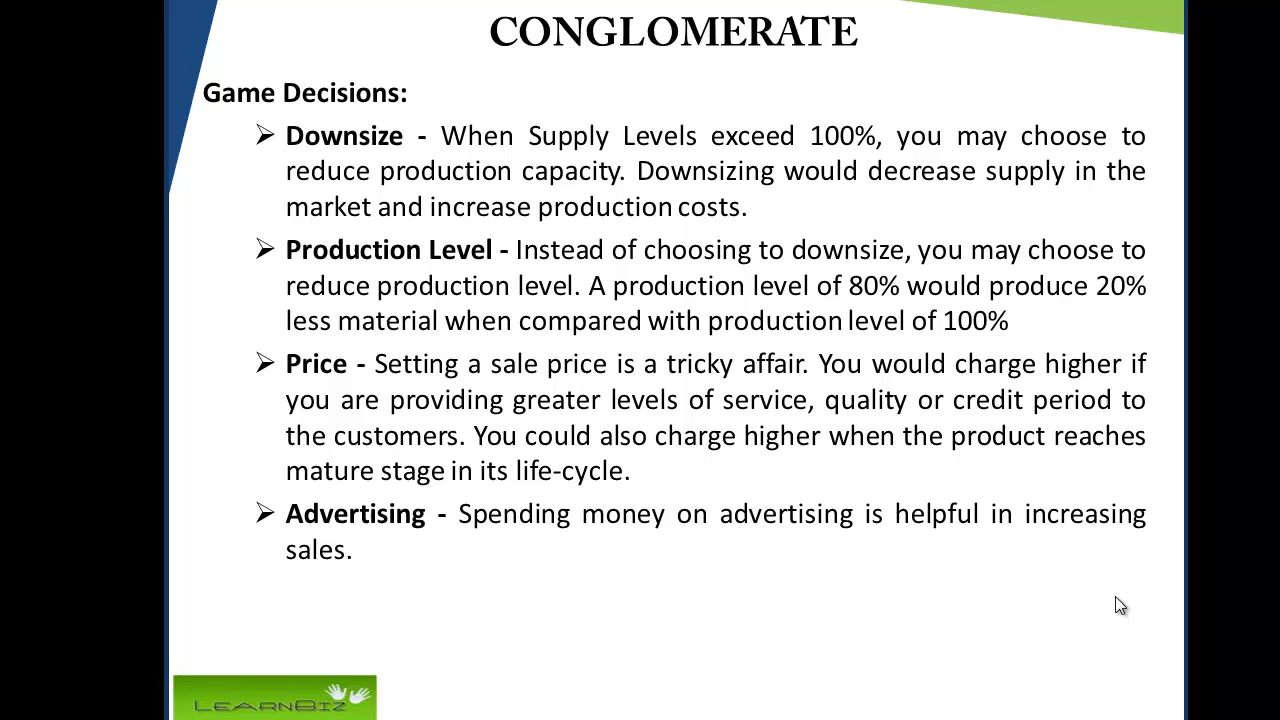 CONGLOMERATE
Game Decisions:
➢ Downsize - When Supply Levels exceed 100%, you may choose to
reduce production capacity. Downsizing would decrease supply in the
market and increase production costs.
➢ Production Level - Instead of choosing to downsize, you may choose to
reduce production level. A production level of 80% would produce 20%
less material when compared with production level of 100%
➢ Price - Setting a sale price is a tricky affair. You would charge higher if
you are providing greater levels of service, quality or credit period to
the customers. You could also charge higher when the product reaches
mature stage in its life-cycle.
➢ Advertising - Spending money on advertising is helpful in increasing
sales.
LEARNBIZ